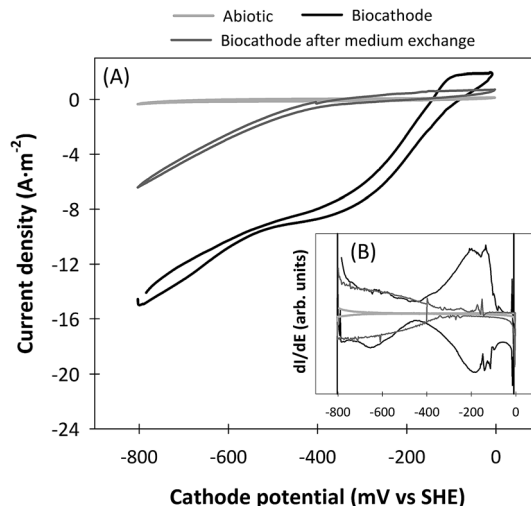 Abiotic Biocathode
Biocathode after medium exchange
(A)
0
-4
-8
-12
-16
-20
-24
Current density (A·m⁻²)
(B)
dI/dE (arb. units)
-800 -600 -400 -200 0
-800 -600 -400 -200 0
Cathode potential (mV vs SHE)